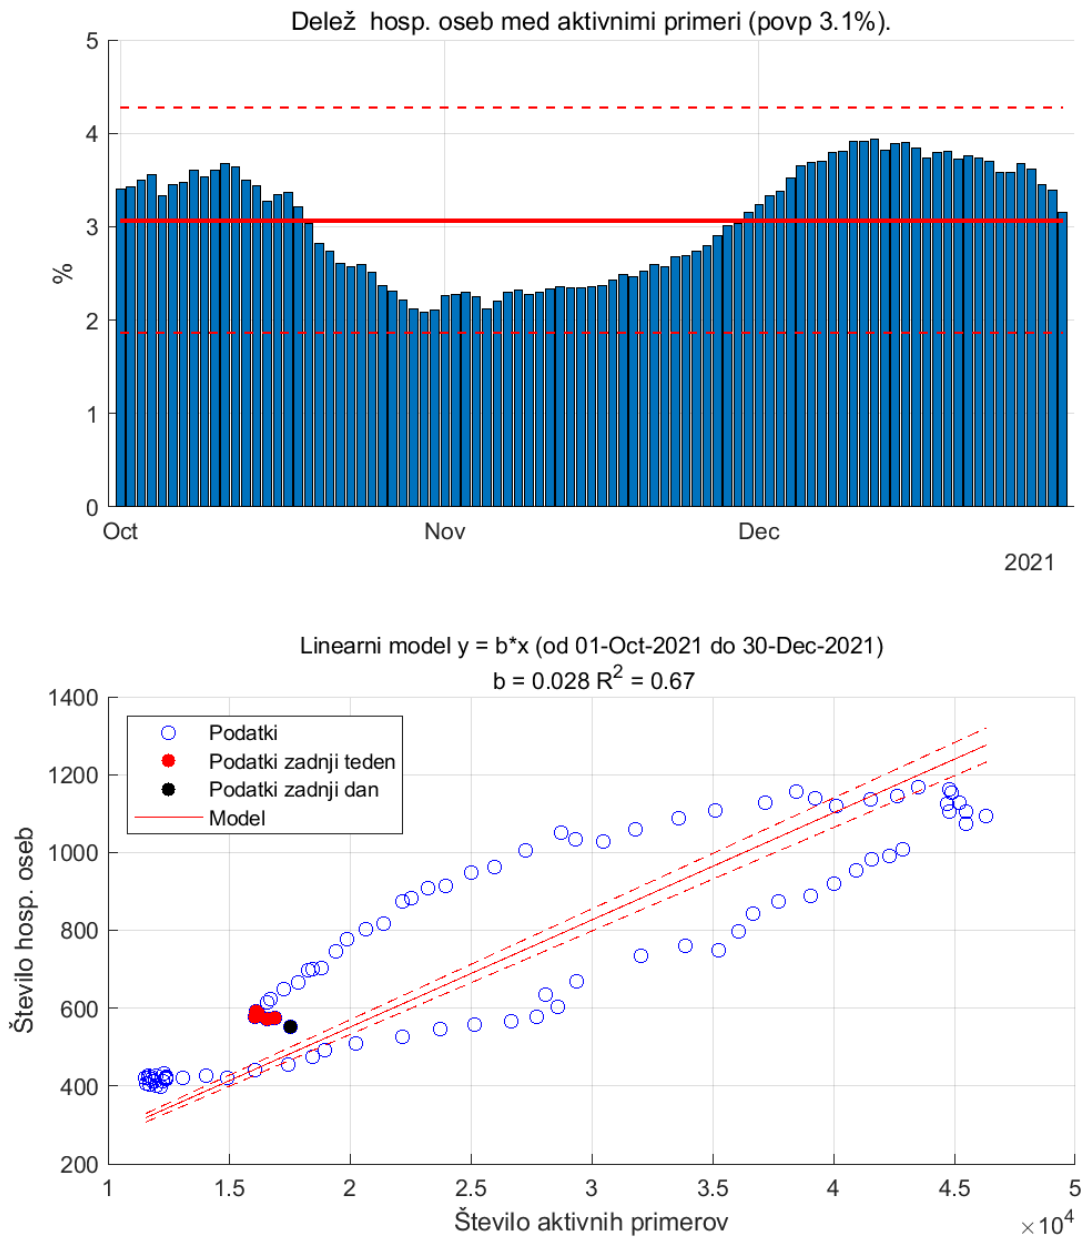 Delež  hosp. oseb med aktivnimi primeri (povp 3.1%).
5
4
3
2
1
0
%
Oct Nov Dec
2021
Linearni model y = b*x (od 01-Oct-2021 do 30-Dec-2021)
b = 0.028 R² = 0.67
1400
1200
1000
800
600
400
200
Število hosp. oseb
Podatki
Podatki zadnji teden
Podatki zadnji dan
Model
1 1.5 2 2.5 3 3.5 4 4.5 5
Število aktivnih primerov
×10⁴